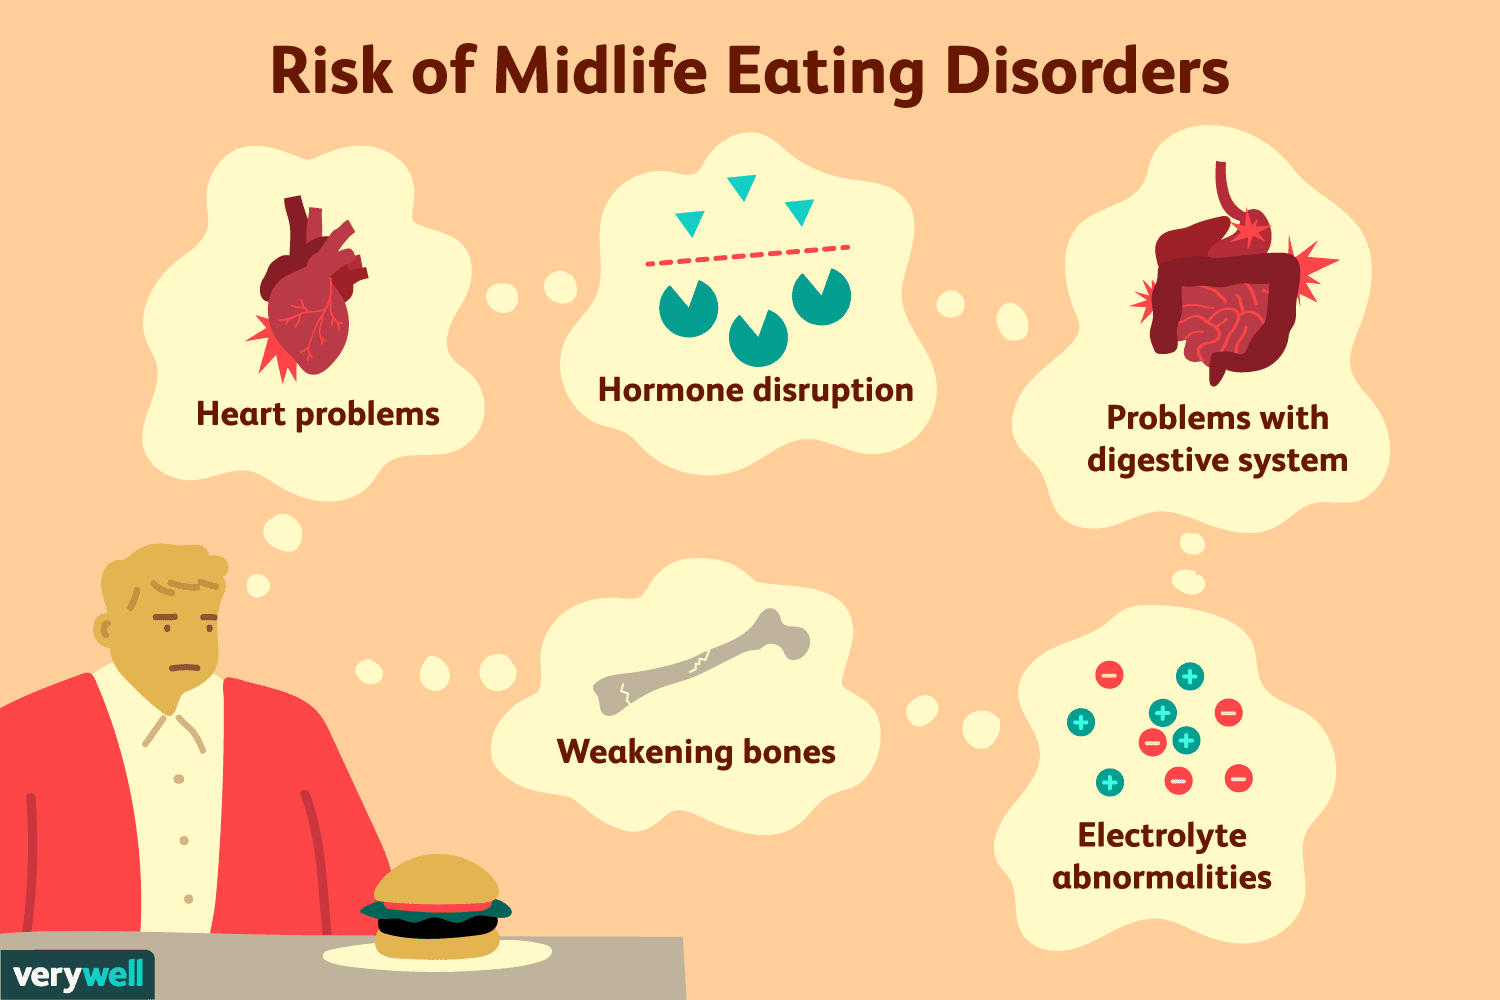 Risk of Midlife Eating Disorders
Heart problems
Hormone disruption
Problems with
digestive system
Weakening bones
Electrolyte
abnormalities
verywell